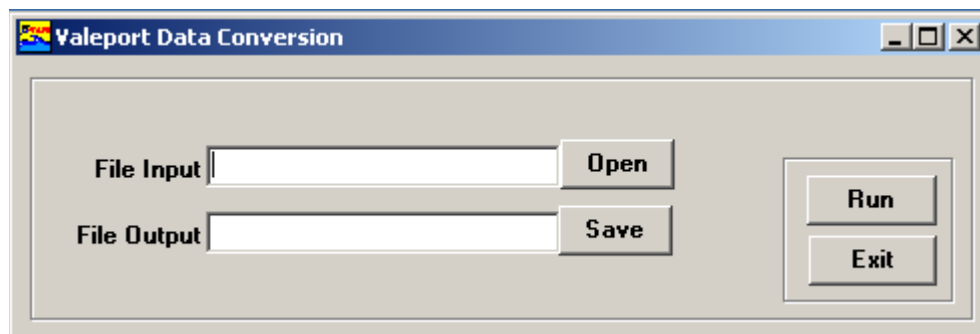 Valeport Data Conversion
File Input Open
File Output Save
Run
Exit